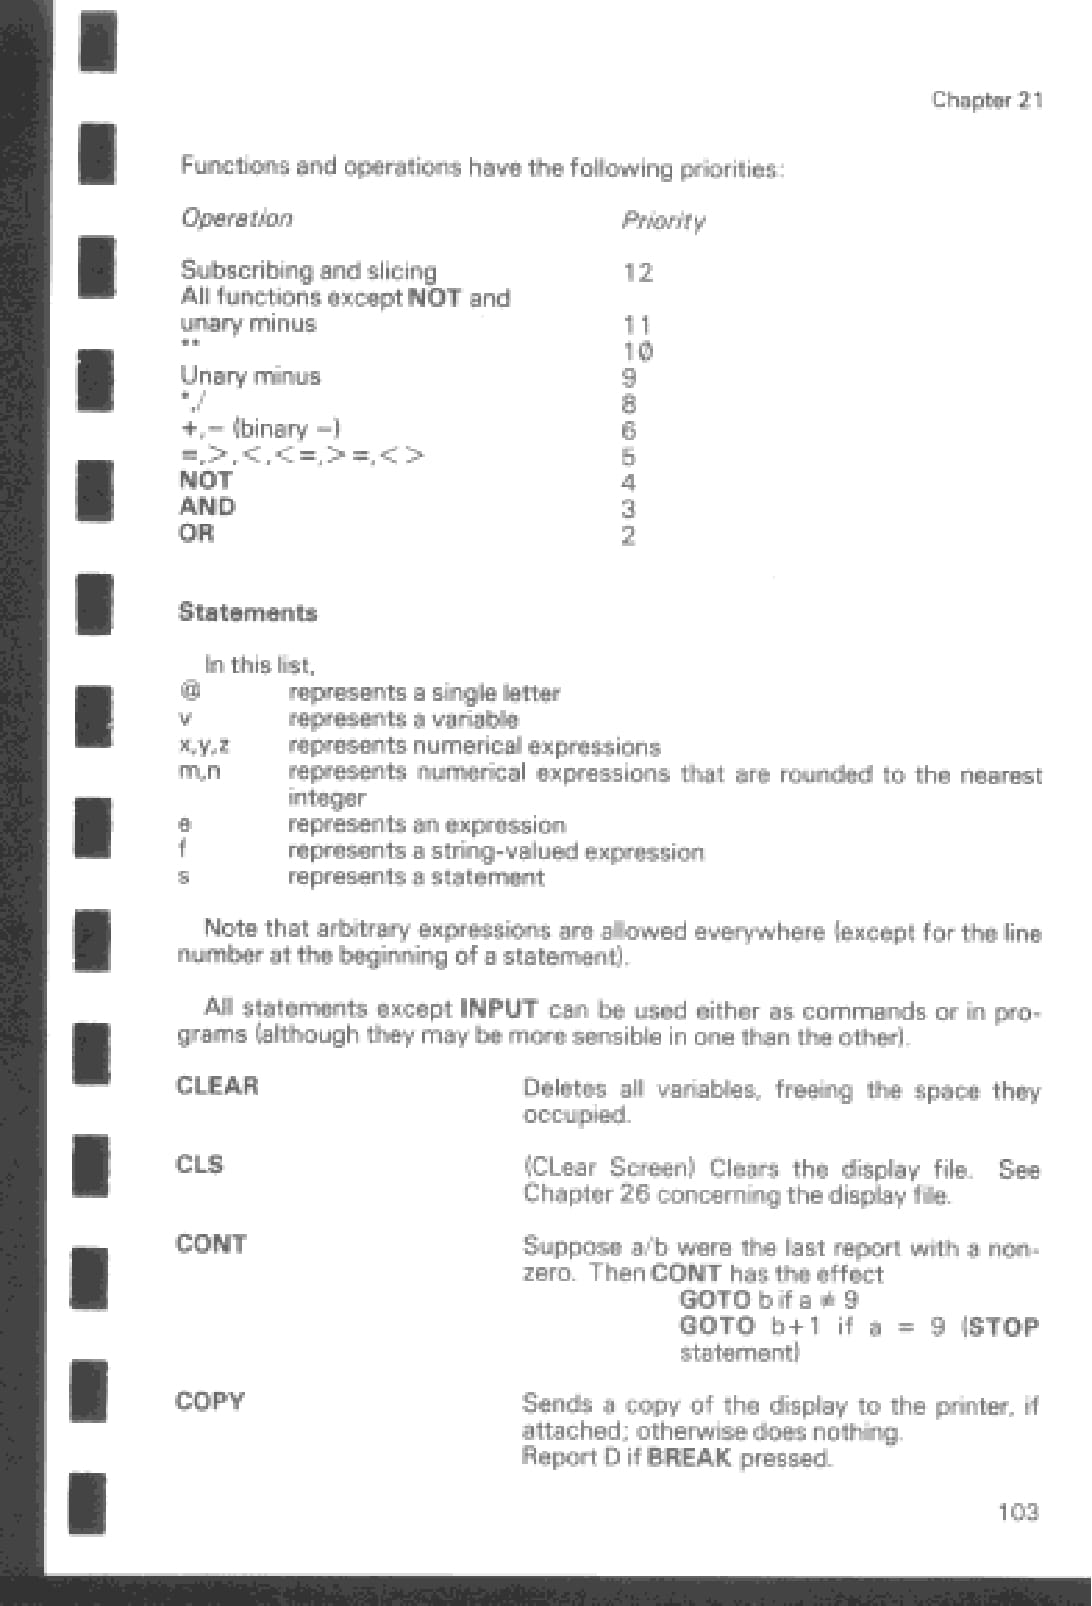 Chapter 21
Functions and operations have the following priorities:
Operation Priority
Subscribing and slicing 12
All functions except NOT and
unary minus 11
** 10
Unary minus 9
*,/ 8
+,− (binary −) 6
=,>,<,<=,>=,<> 5
NOT 4
AND 3
OR 2
Statements
In this list,
@ represents a single letter
v represents a variable
x,y,z represents numerical expressions
m,n represents numerical expressions that are rounded to the nearest
integer
e represents an expression
f represents a string-valued expression
s represents a statement
Note that arbitrary expressions are allowed everywhere (except for the line
number at the beginning of a statement).
All statements except INPUT can be used either as commands or in pro-
grams (although they may be more sensible in one than the other).
CLEAR Deletes all variables, freeing the space they
occupied.
CLS (CLear Screen) Clears the display file. See
Chapter 26 concerning the display file.
CONT Suppose a/b were the last report with a non-
zero. Then CONT has the effect
GOTO b if a ≠ 9
GOTO b+1 if a = 9 (STOP
statement)
COPY Sends a copy of the display to the printer, if
attached; otherwise does nothing.
Report D if BREAK pressed.
103